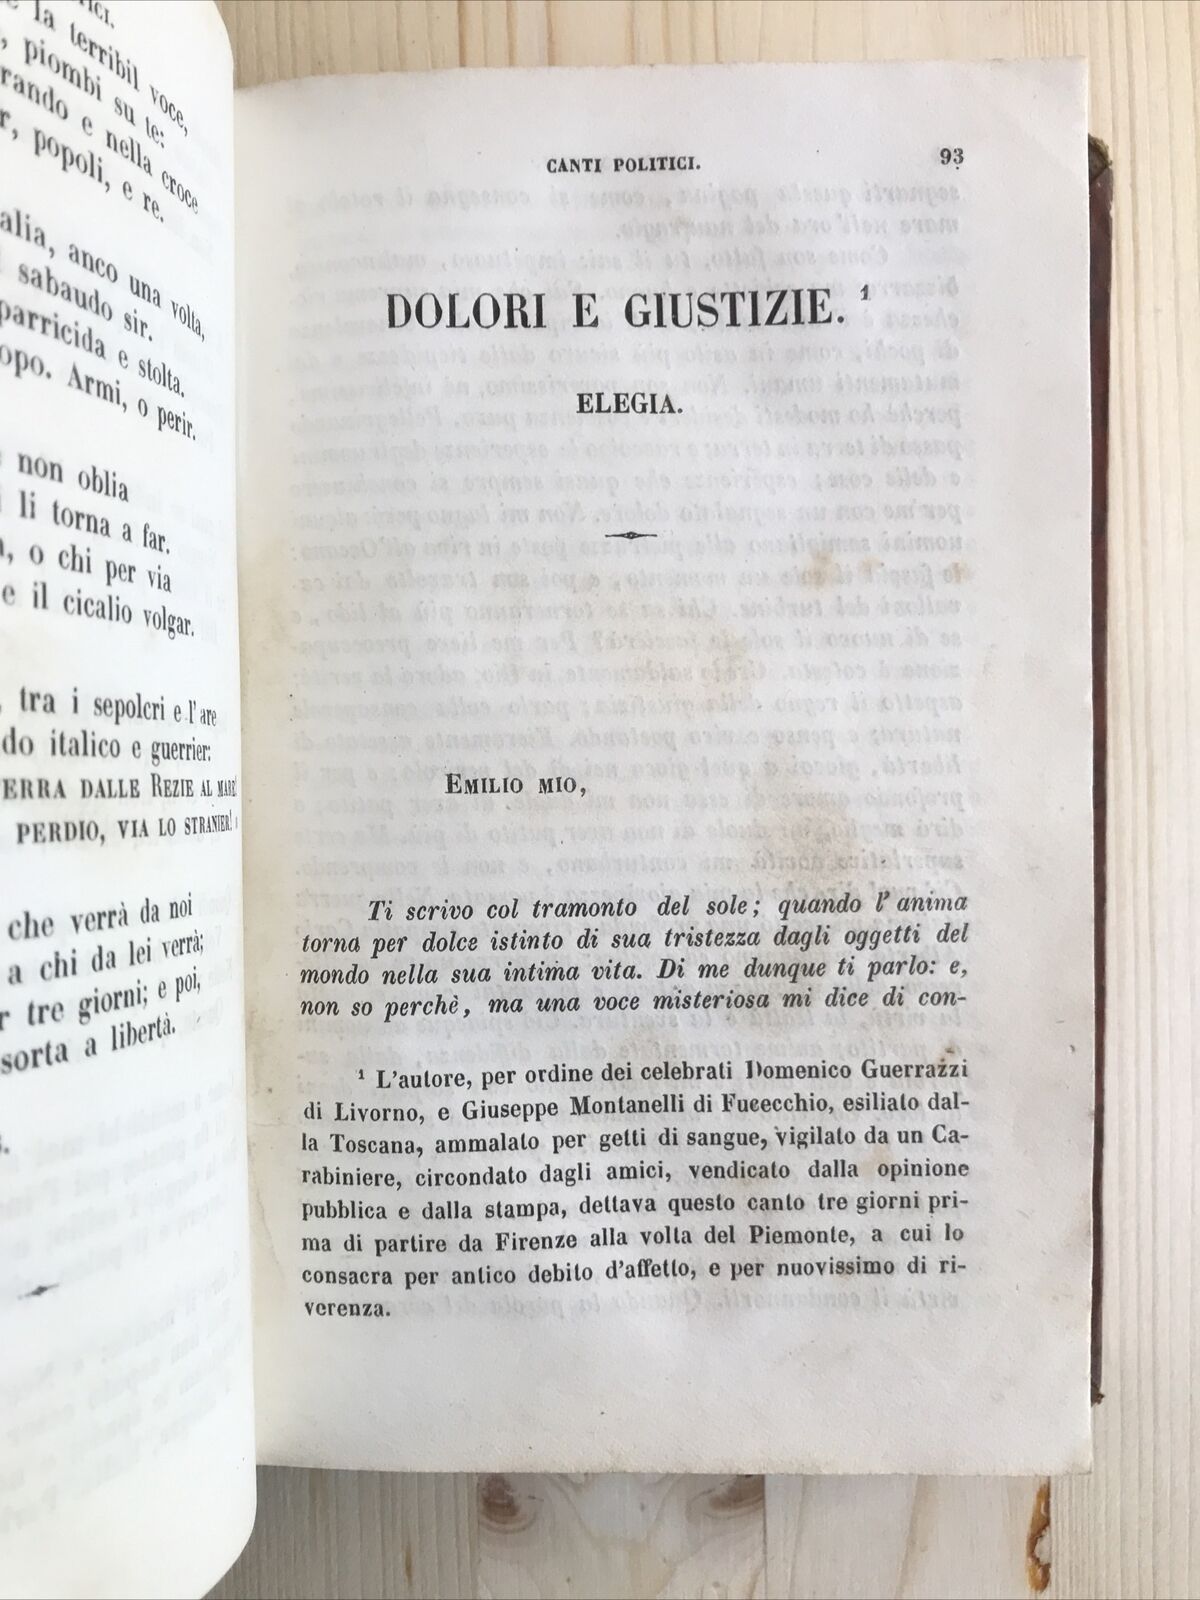 la terribil voce,
piombi su te:
e nella croce
popoli, e re.
anco una volta,
sabaudo sir.
parricida e stolta.
Armi, o perir.
non oblia
li torna a far.
o chi per via
e il cicalio volgar.
tra i sepolcri e l'are
italico e guerrier:
DALLE REZIE AL MARE!
PERDIO, VIA LO STRANIER!
che verrà da noi
a chi da lei verrà;
tre giorni; e poi,
a libertà.
CANTI POLITICI. 93
DOLORI E GIUSTIZIE. ¹
ELEGIA.
EMILIO MIO,
Ti scrivo col tramonto del sole; quando l'anima
torna per dolce istinto di sua tristezza dagli oggetti del
mondo nella sua intima vita. Di me dunque ti parlo: e,
non so perchè, ma una voce misteriosa mi dice di con-
¹ L'autore, per ordine dei celebrati Domenico Guerrazzi
di Livorno, e Giuseppe Montanelli di Fucecchio, esiliato dal-
la Toscana, ammalato per getti di sangue, vigilato da un Ca-
rabiniere, circondato dagli amici, vendicato dalla opinione
pubblica e dalla stampa, dettava questo canto tre giorni pri-
ma di partire da Firenze alla volta del Piemonte, a cui lo
consacra per antico debito d'affetto, e per nuovissimo di ri-
verenza.